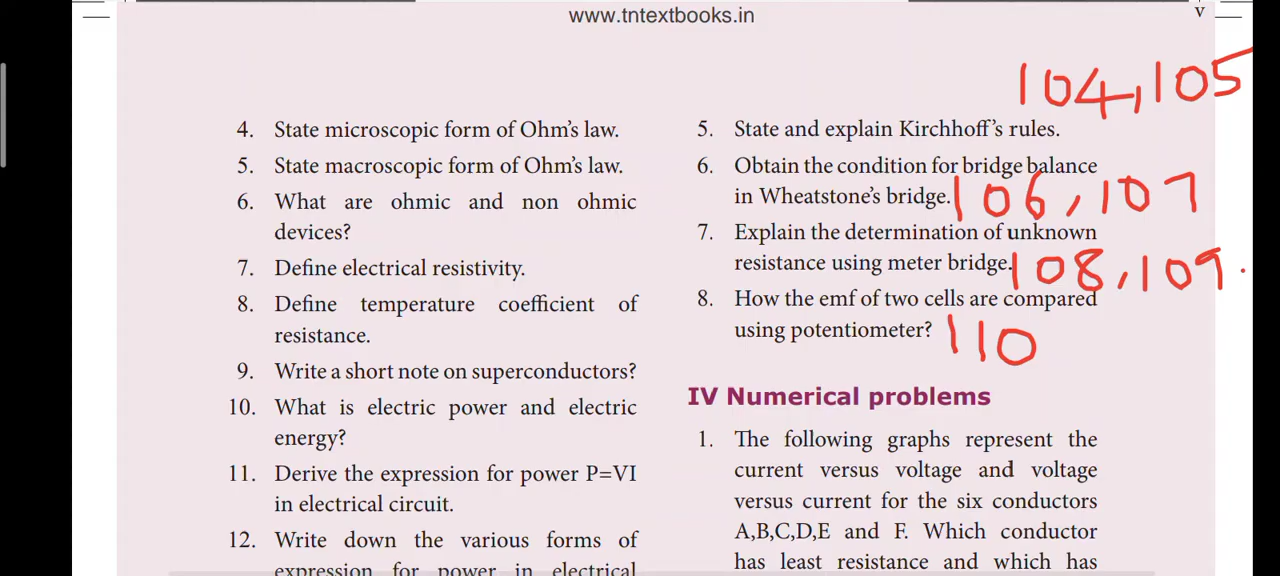 www.tntextbooks.in
v
4. State microscopic form of Ohm's law.
5. State macroscopic form of Ohm's law.
6. What are ohmic and non ohmic
devices?
7. Define electrical resistivity.
8. Define temperature coefficient of
resistance.
9. Write a short note on superconductors?
10. What is electric power and electric
energy?
11. Derive the expression for power P=VI
in electrical circuit.
12. Write down the various forms of
expression for power in electrical
104,105
5. State and explain Kirchhoff's rules.
6. Obtain the condition for bridge balance
in Wheatstone's bridge. 106, 107
7. Explain the determination of unknown
resistance using meter bridge. 108, 109.
8. How the emf of two cells are compared
using potentiometer? 110
IV Numerical problems
1. The following graphs represent the
current versus voltage and voltage
versus current for the six conductors
A,B,C,D,E and F. Which conductor
has least resistance and which has